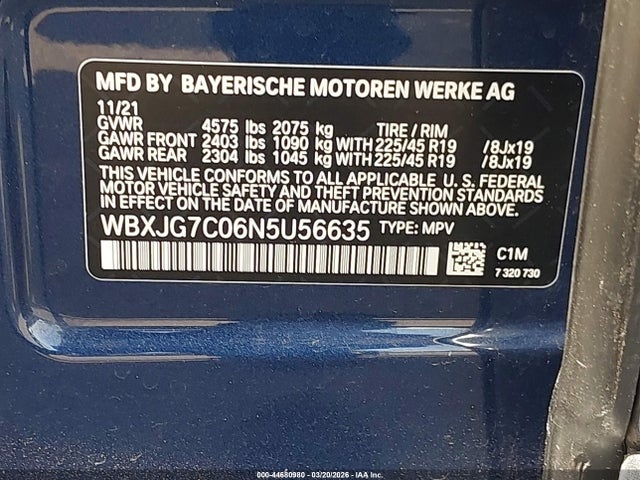 MFD BY BAYERISCHE MOTOREN WERKE AG
11/21
GVWR 4575 lbs 2075 kg TIRE / RIM
GAWR FRONT 2403 lbs 1090 kg WITH 225/45 R19 /8Jx19
GAWR REAR 2304 lbs 1045 kg WITH 225/45 R19 /8Jx19
THIS VEHICLE CONFORMS TO ALL APPLICABLE U. S. FEDERAL
MOTOR VEHICLE SAFETY AND THEFT PREVENTION STANDARDS
IN EFFECT ON THE DATE OF MANUFACTURE SHOWN ABOVE.
WBXJG7C06N5U56635 TYPE: MPV
C1M
7 320 730
000-44680980 - 03/20/2026 - IAA Inc.